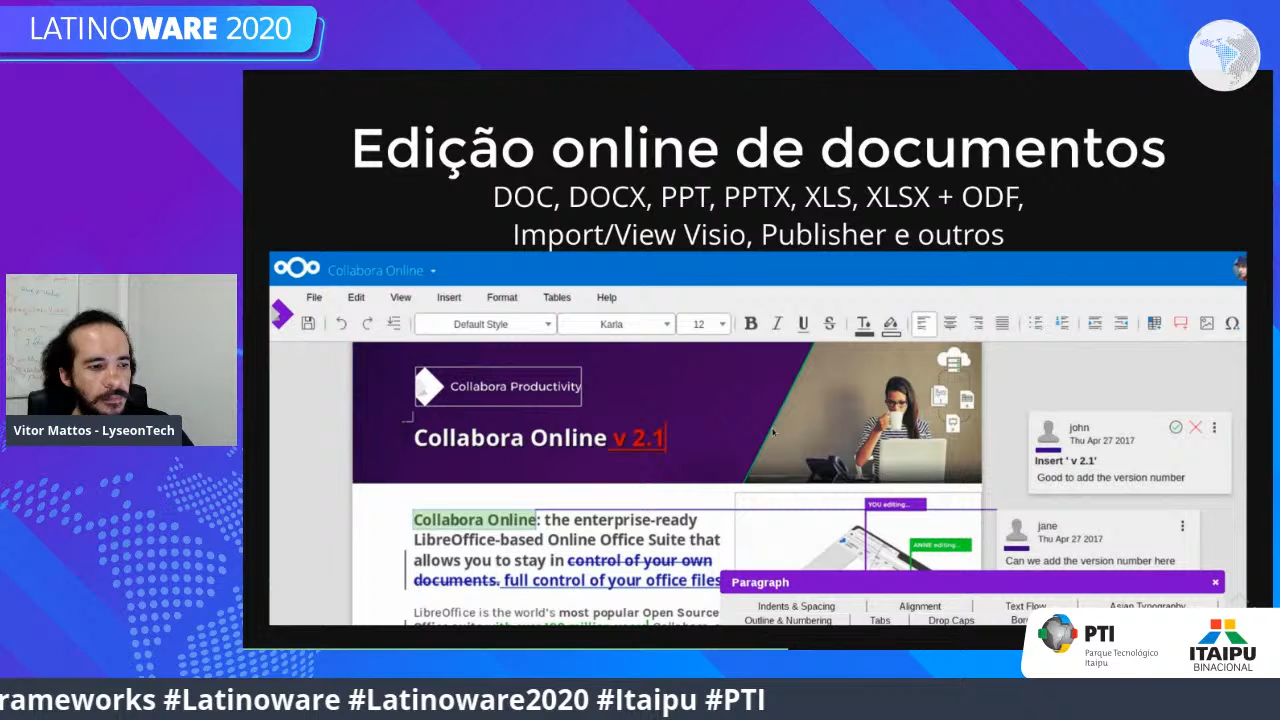 LATINOWARE 2020
Edição online de documentos
DOC, DOCX, PPT, PPTX, XLS, XLSX + ODF,
Import/View Visio, Publisher e outros
Collabora Online
File Edit View Insert Format Tables Help
Default Style Karla 12
Collabora Productivity
Collabora Online v 2.1
john
Thu Apr 27 2017
Insert ' v 2.1'
Good to add the version number
Collabora Online: the enterprise-ready
LibreOffice-based Online Office Suite that
allows you to stay in control of your own
documents. full control of your office files
LibreOffice is the world's most popular Open Source
YOU editing...
ANNE editing...
jane
Thu Apr 27 2017
Can we add the version number here
Paragraph
Indents & Spacing Alignment Text Flow Asian Typography
Outline & Numbering Tabs Drop Caps
Vitor Mattos - LyseonTech
PTI
Parque Tecnológico
Itaipu
ITAIPU
BINACIONAL
rameworks #Latinoware #Latinoware2020 #Itaipu #PTI